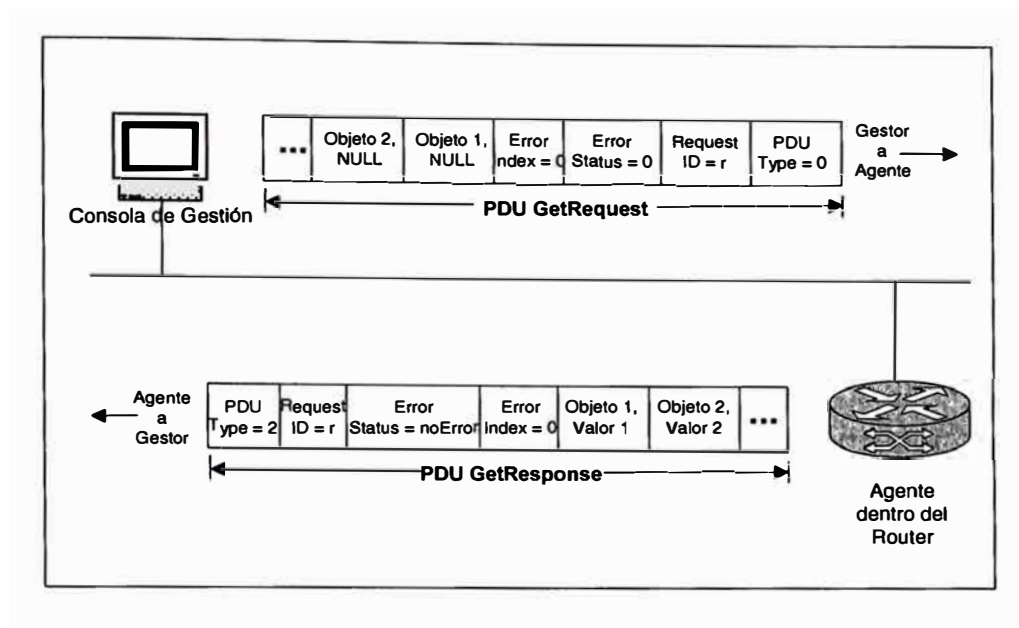 ...
Objeto 2,
NULL
Objeto 1,
NULL
Error
Index = 0
Error
Status = 0
Request
ID = r
PDU
Type = 0
Gestor
a
Agente
Consola de Gestión
PDU GetRequest
Agente
a
Gestor
PDU
Type = 2
Request
ID = r
Error
Status = noError
Error
Index = 0
Objeto 1,
Valor 1
Objeto 2,
Valor 2
...
PDU GetResponse
Agente
dentro del
Router